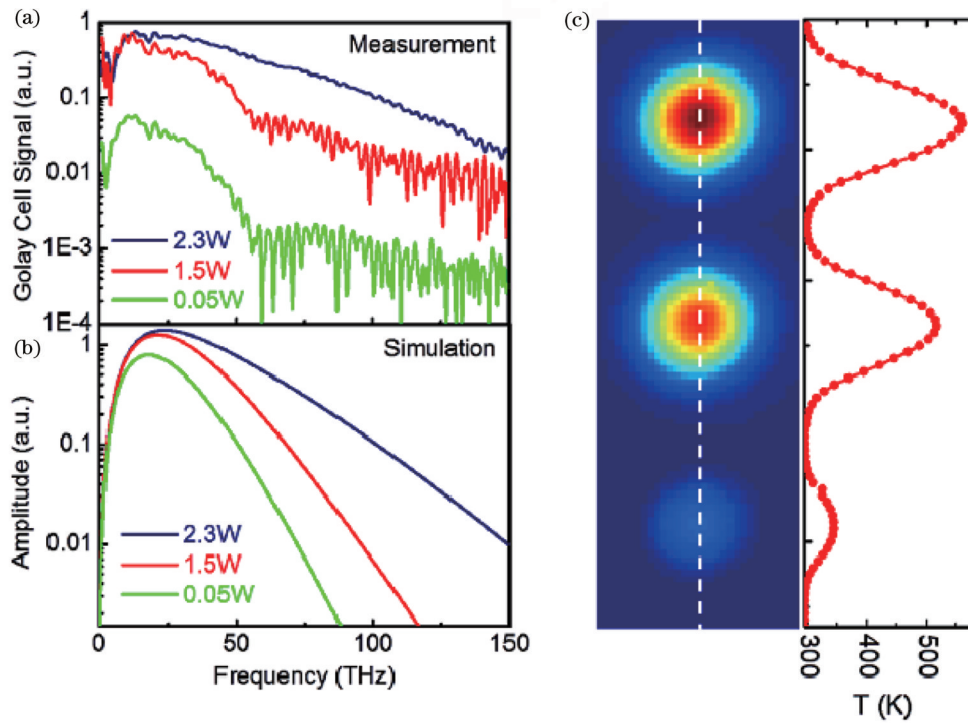 (a)
Measurement
Golay Cell Signal (a.u.)
1
0.1
0.01
1E-3
1E-4
2.3W
1.5W
0.05W
(b)
Simulation
Amplitude (a.u.)
1
0.1
0.01
2.3W
1.5W
0.05W
0
50
100
150
Frequency (THz)
(c)
300
400
500
T (K)